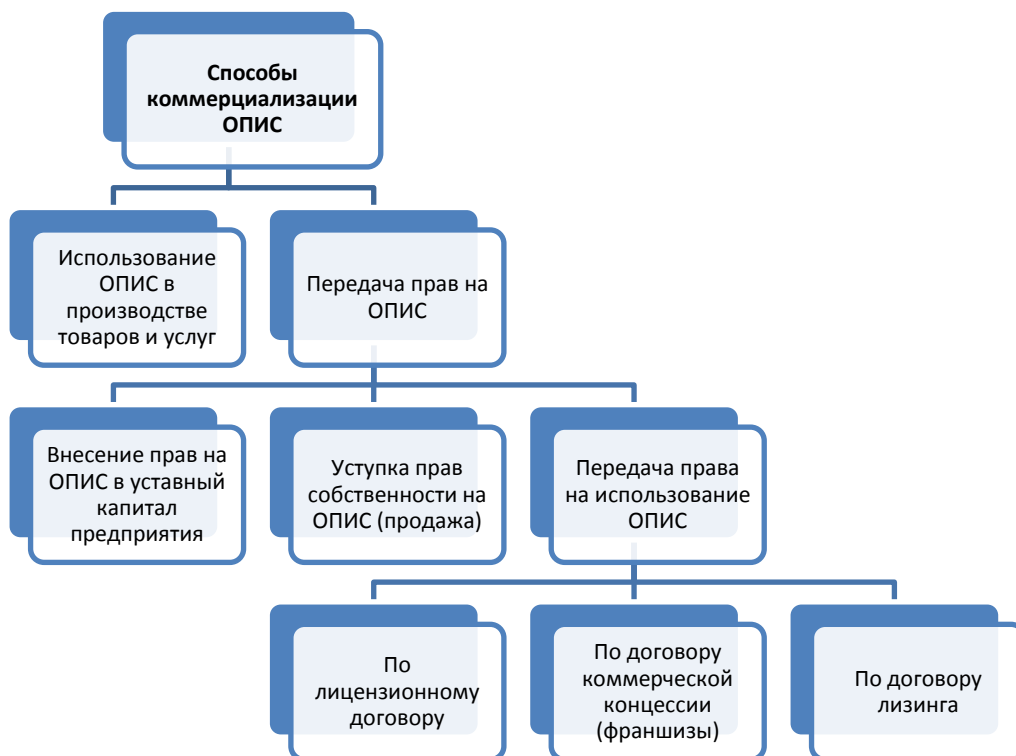 Способы
коммерциализации
ОПИС
Использование
ОПИС в
производстве
товаров и услуг
Передача прав на
ОПИС
Внесение прав на
ОПИС в уставный
капитал
предприятия
Уступка прав
собственности на
ОПИС (продажа)
Передача права
на использование
ОПИС
По
лицензионному
договору
По договору
коммерческой
концессии
(франшизы)
По договору
лизинга